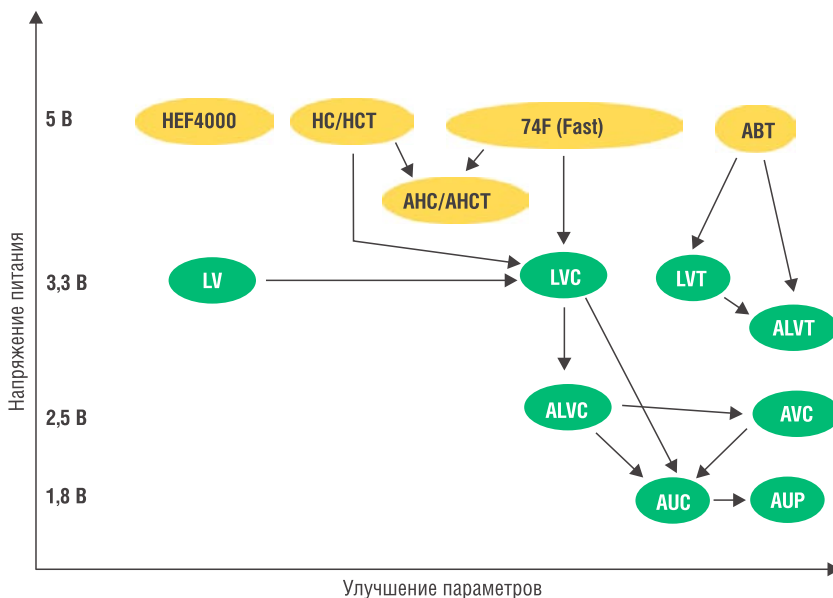 5 В
HEF4000
HC/HCT
74F (Fast)
ABT
AHC/AHCT
3,3 В
LV
LVC
LVT
ALVT
2,5 В
ALVC
AVC
1,8 В
AUC
AUP
Напряжение питания
Улучшение параметров